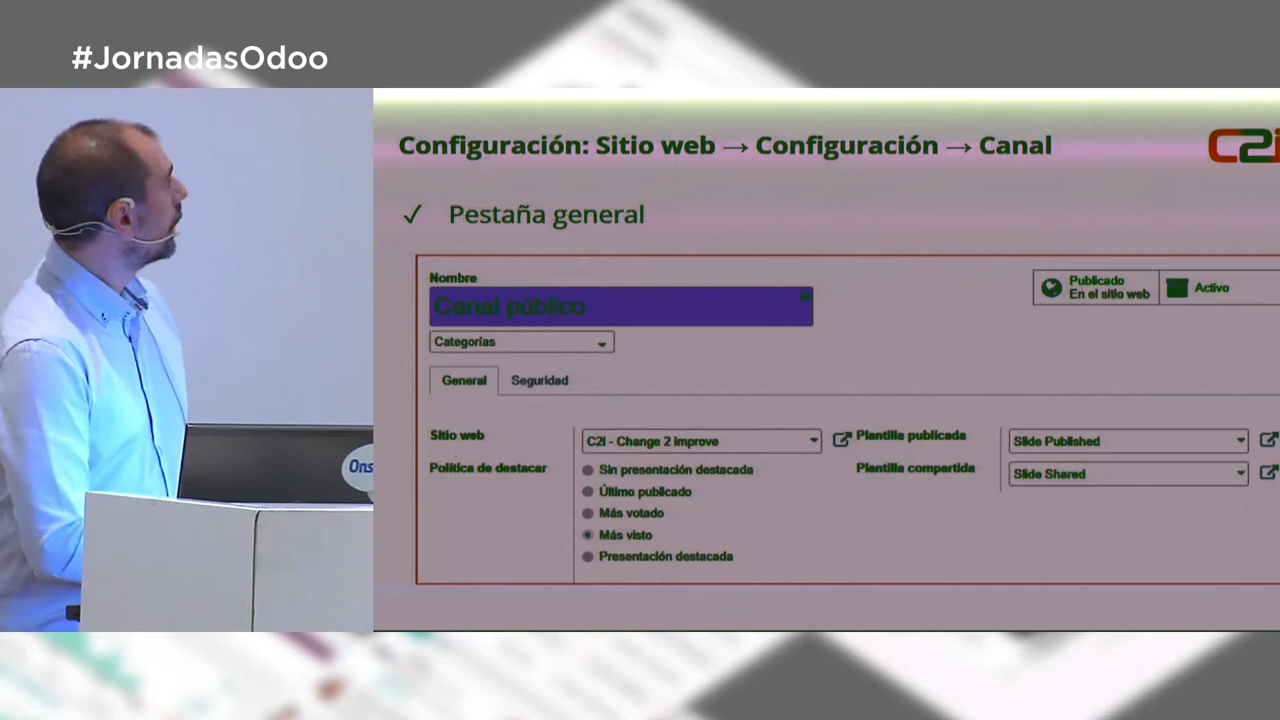 #JornadasOdoo
Configuración: Sitio web → Configuración → Canal
C2i
✓ Pestaña general
Nombre
Canal público
Publicado
En el sitio web
Activo
Categorías
General Seguridad
Sitio web
C2i - Change 2 improve
Plantilla publicada
Slide Published
Política de destacar
Sin presentación destacada
Plantilla compartida
Slide Shared
Último publicado
Más votado
Más visto
Presentación destacada
Ons